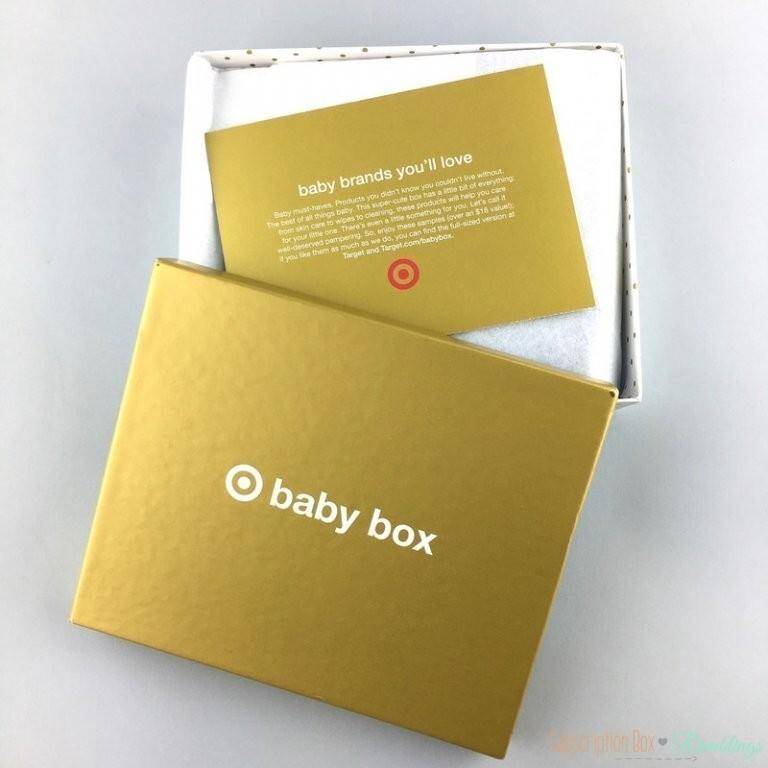 baby brands you'll love
Baby must-haves. Products you didn't know you couldn't live without.
The best of all things baby. This super-cute box has a little bit of everything:
from skin care to wipes to cleaning, these products will help you care
for your little one. There's even a little something for you. Let's call it
well-deserved pampering. So, enjoy these samples (over an $18 value);
if you like them as much as we do, you can find the full-sized version at
Target and Target.com/babybox.
baby box
Subscription Box Ramblings